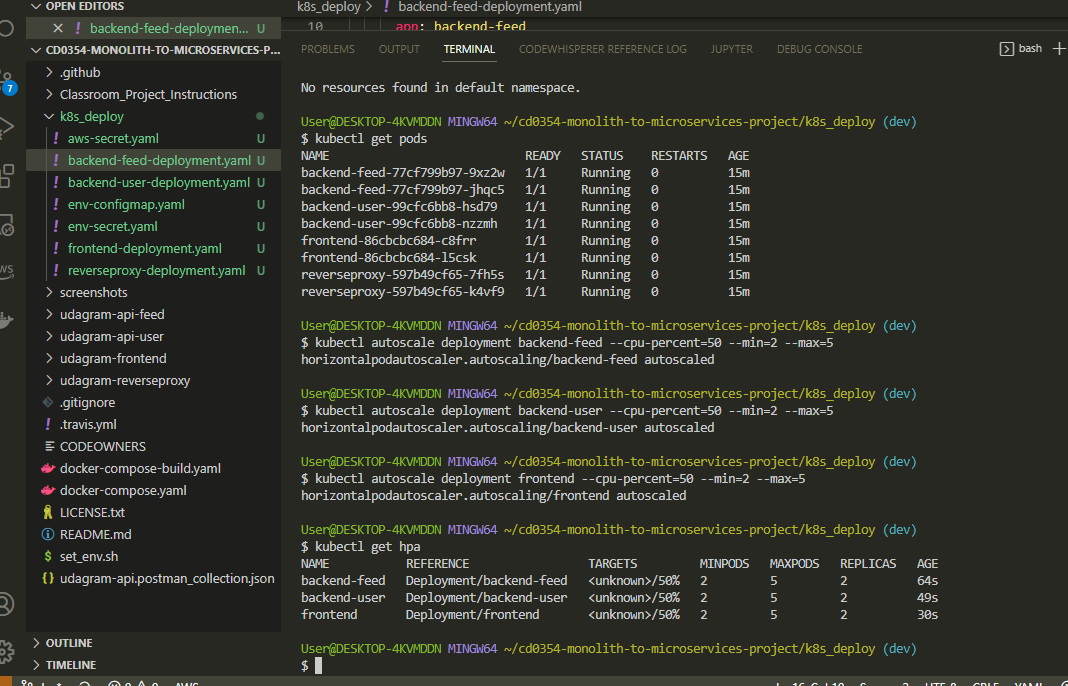 OPEN EDITORS
backend-feed-deploymen... U
CD0354-MONOLITH-TO-MICROSERVICES-P...
.github
Classroom_Project_Instructions
k8s_deploy
aws-secret.yaml U
backend-feed-deployment.yaml U
backend-user-deployment.yaml U
env-configmap.yaml U
env-secret.yaml U
frontend-deployment.yaml U
reverseproxy-deployment.yaml U
screenshots
udagram-api-feed
udagram-api-user
udagram-frontend
udagram-reverseproxy
.gitignore
.travis.yml
CODEOWNERS
docker-compose-build.yaml
docker-compose.yaml
LICENSE.txt
README.md
set_env.sh
udagram-api.postman_collection.json
OUTLINE
TIMELINE
7
k8s_deploy > ! backend-feed-deployment.yaml
10 app: backend-feed
PROBLEMS OUTPUT TERMINAL CODEWHISPERER REFERENCE LOG JUPYTER DEBUG CONSOLE bash
No resources found in default namespace.
User@DESKTOP-4KVMDDN MINGW64 ~/cd0354-monolith-to-microservices-project/k8s_deploy (dev)
$ kubectl get pods
NAME READY STATUS RESTARTS AGE
backend-feed-77cf799b97-9xz2w 1/1 Running 0 15m
backend-feed-77cf799b97-jhqc5 1/1 Running 0 15m
backend-user-99cfc6bb8-hsd79 1/1 Running 0 15m
backend-user-99cfc6bb8-nzzmh 1/1 Running 0 15m
frontend-86cbcbc684-c8frr 1/1 Running 0 15m
frontend-86cbcbc684-l5csk 1/1 Running 0 15m
reverseproxy-597b49cf65-7fh5s 1/1 Running 0 15m
reverseproxy-597b49cf65-k4vf9 1/1 Running 0 15m
User@DESKTOP-4KVMDDN MINGW64 ~/cd0354-monolith-to-microservices-project/k8s_deploy (dev)
$ kubectl autoscale deployment backend-feed --cpu-percent=50 --min=2 --max=5
horizontalpodautoscaler.autoscaling/backend-feed autoscaled
User@DESKTOP-4KVMDDN MINGW64 ~/cd0354-monolith-to-microservices-project/k8s_deploy (dev)
$ kubectl autoscale deployment backend-user --cpu-percent=50 --min=2 --max=5
horizontalpodautoscaler.autoscaling/backend-user autoscaled
User@DESKTOP-4KVMDDN MINGW64 ~/cd0354-monolith-to-microservices-project/k8s_deploy (dev)
$ kubectl autoscale deployment frontend --cpu-percent=50 --min=2 --max=5
horizontalpodautoscaler.autoscaling/frontend autoscaled
User@DESKTOP-4KVMDDN MINGW64 ~/cd0354-monolith-to-microservices-project/k8s_deploy (dev)
$ kubectl get hpa
NAME REFERENCE TARGETS MINPODS MAXPODS REPLICAS AGE
backend-feed Deployment/backend-feed <unknown>/50% 2 5 2 64s
backend-user Deployment/backend-user <unknown>/50% 2 5 2 49s
frontend Deployment/frontend <unknown>/50% 2 5 2 30s
User@DESKTOP-4KVMDDN MINGW64 ~/cd0354-monolith-to-microservices-project/k8s_deploy (dev)
$